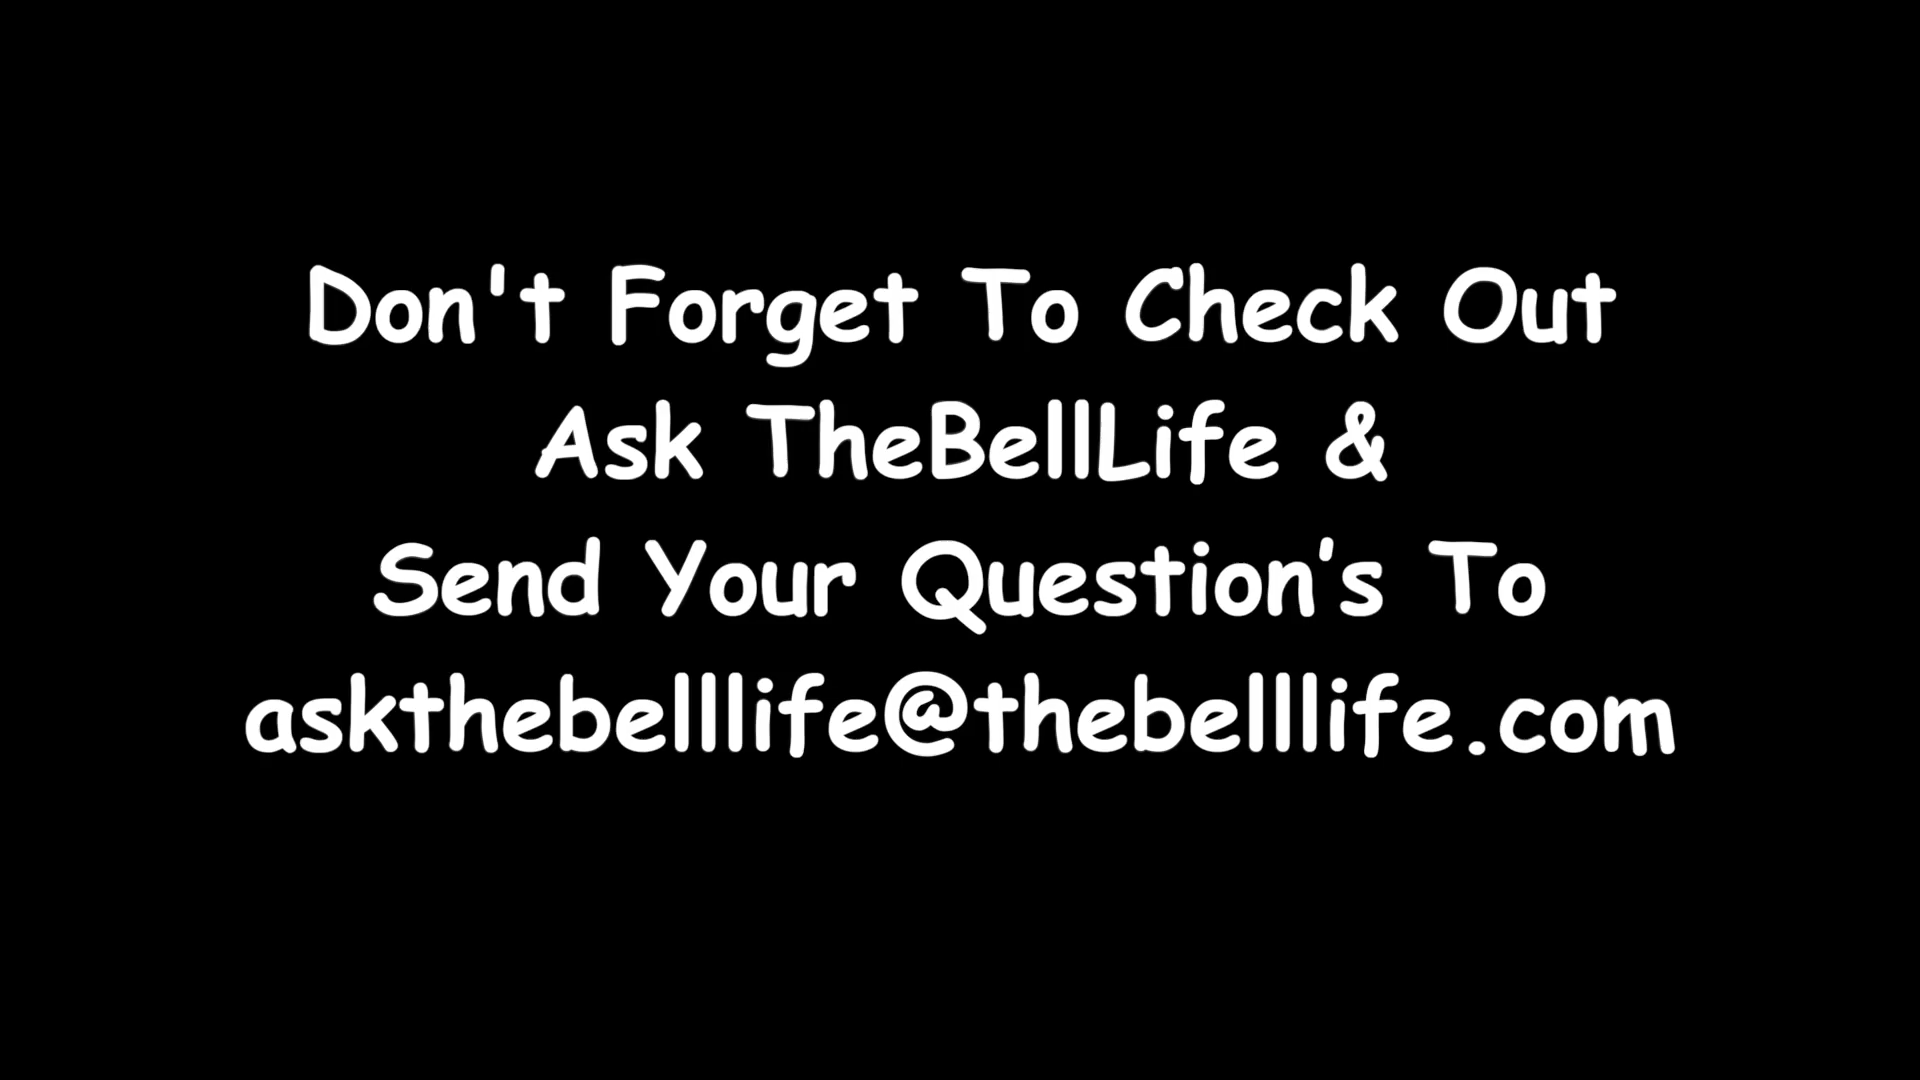 Don't Forget To Check Out
Ask TheBellLife &
Send Your Question’s To
askthebelllife@thebelllife.com